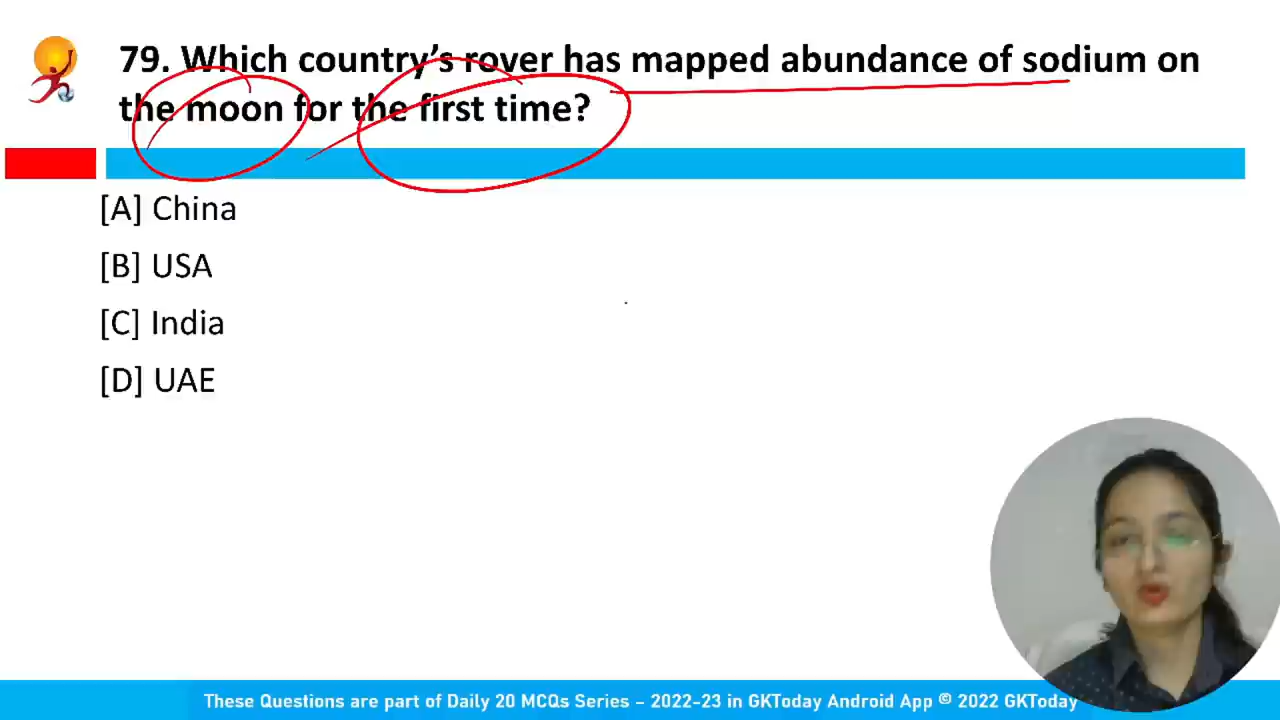 79. Which country's rover has mapped abundance of sodium on
the moon for the first time?
[A] China
[B] USA
[C] India
[D] UAE
These Questions are part of Daily 20 MCQs Series – 2022-23 in GKToday Android App © 2022 GKToday